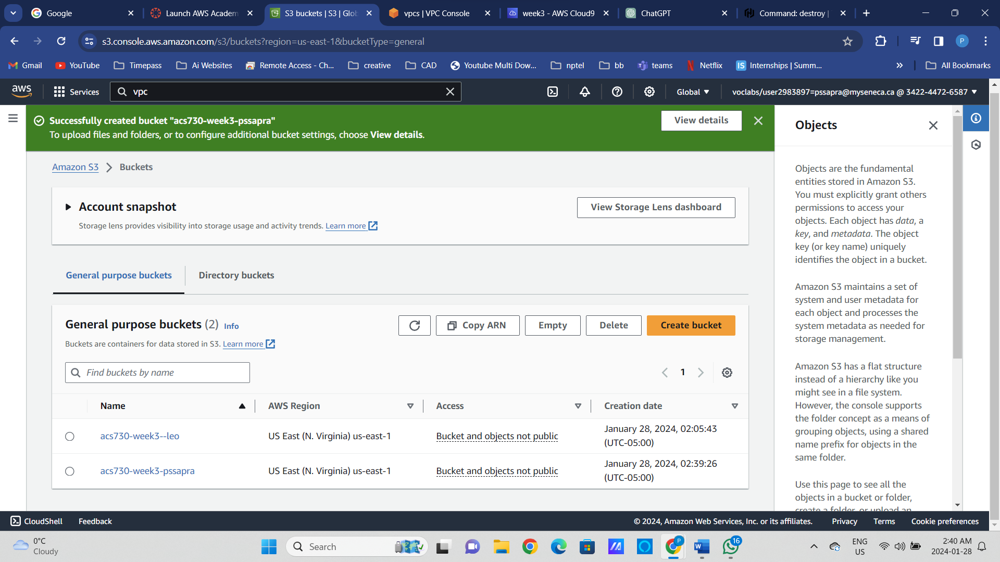 Google
Launch AWS Academ
S3 buckets | S3 | Glob
vpcs | VPC Console
week3 - AWS Cloud9
ChatGPT
Command: destroy |
s3.console.aws.amazon.com/s3/buckets?region=us-east-1&bucketType=general
P
Gmail
YouTube
Timepass
Ai Websites
Remote Access - Ch...
creative
CAD
Youtube Multi Dow...
nptel
bb
teams
Netflix
IS
Internships | Summ...
All Bookmarks
aws
Services
vpc
Global
voclabs/user2983897=pssapra@myseneca.ca @ 3422-4472-6587
Successfully created bucket "acs730-week3-pssapra"
To upload files and folders, or to configure additional bucket settings, choose View details.
View details
Amazon S3
Buckets
Account snapshot
Storage lens provides visibility into storage usage and activity trends. Learn more
View Storage Lens dashboard
General purpose buckets
Directory buckets
General purpose buckets (2) Info
Buckets are containers for data stored in S3. Learn more
Copy ARN
Empty
Delete
Create bucket
Find buckets by name
1
Name
AWS Region
Access
Creation date
acs730-week3--leo
US East (N. Virginia) us-east-1
Bucket and objects not public
January 28, 2024, 02:05:43
(UTC-05:00)
acs730-week3-pssapra
US East (N. Virginia) us-east-1
Bucket and objects not public
January 28, 2024, 02:39:26
(UTC-05:00)
Objects
Objects are the fundamental
entities stored in Amazon S3.
You must explicitly grant others
permissions to access your
objects. Each object has data, a
key, and metadata. The object
key (or key name) uniquely
identifies the object in a bucket.
Amazon S3 maintains a set of
system and user metadata for
each object and processes the
system metadata as needed for
storage management.
Amazon S3 has a flat structure
instead of a hierarchy like you
might see in a file system.
However, the console supports
the folder concept as a means of
grouping objects, using a shared
name prefix for objects in the
same folder.
Use this page to see all the
objects in a bucket or folder,
create a folder, or upload an
CloudShell
Feedback
© 2024, Amazon Web Services, Inc. or its affiliates.
Privacy
Terms
Cookie preferences
0°C
Cloudy
Search
P
W
16
ENG
US
2:40 AM
2024-01-28